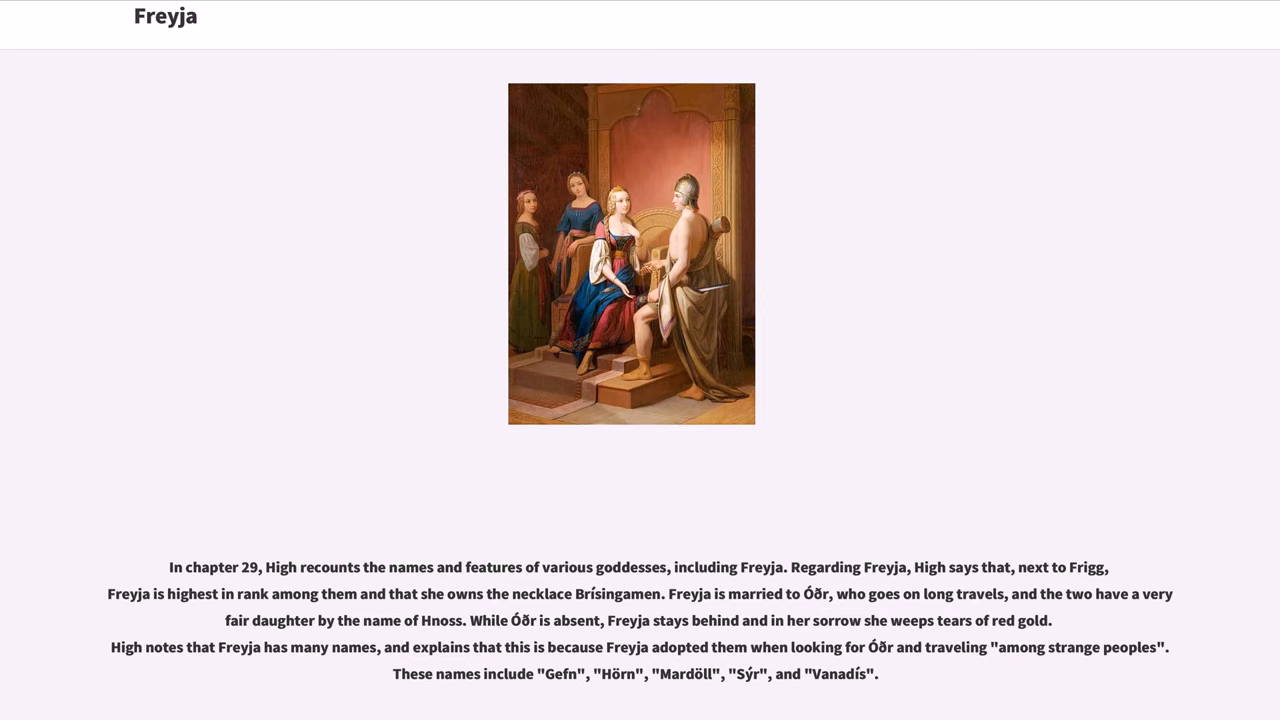 Freyja
In chapter 29, High recounts the names and features of various goddesses, including Freyja. Regarding Freyja, High says that, next to Frigg,
Freyja is highest in rank among them and that she owns the necklace Brísingamen. Freyja is married to Óðr, who goes on long travels, and the two have a very
fair daughter by the name of Hnoss. While Óðr is absent, Freyja stays behind and in her sorrow she weeps tears of red gold.
High notes that Freyja has many names, and explains that this is because Freyja adopted them when looking for Óðr and traveling "among strange peoples".
These names include "Gefn", "Hörn", "Mardöll", "Sýr", and "Vanadís".